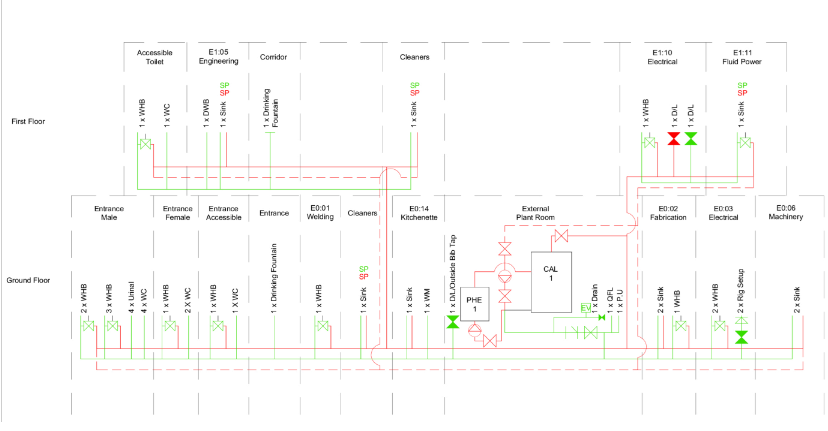 Accessible
Toilet
E1:05
Engineering
Corridor
Cleaners
E1:10
Electrical
E1:11
Fluid Power
First Floor
1 x WHB
1 x WC
1 x DWB
SP
SP
1 x Sink
1 x Drinking
Fountain
SP
SP
1 x Sink
1 x WHB
1 x D/L
1 x D/L
SP
SP
1 x Sink
Entrance
Male
Entrance
Female
Entrance
Accessible
Entrance
E0:01
Welding
Cleaners
E0:14
Kitchenette
External
Plant Room
E0:02
Fabrication
E0:03
Electrical
E0:06
Machinery
Ground Floor
2 x WHB
3 x WHB
4 x Urinal
4 x WC
1 x WHB
2 X WC
1 x WHB
1 X WC
1 x Drinking Fountain
1 x WHB
SP
SP
1 x Sink
1 x Sink
1 x WM
1 x D/L/Outside Bib Tap
PHE
1
CAL
1
1 x Drain
1 x QFL
1 x P.U
2 x Sink
1 WHB
2 x WHB
2 x Rig Setup
2 x Sink